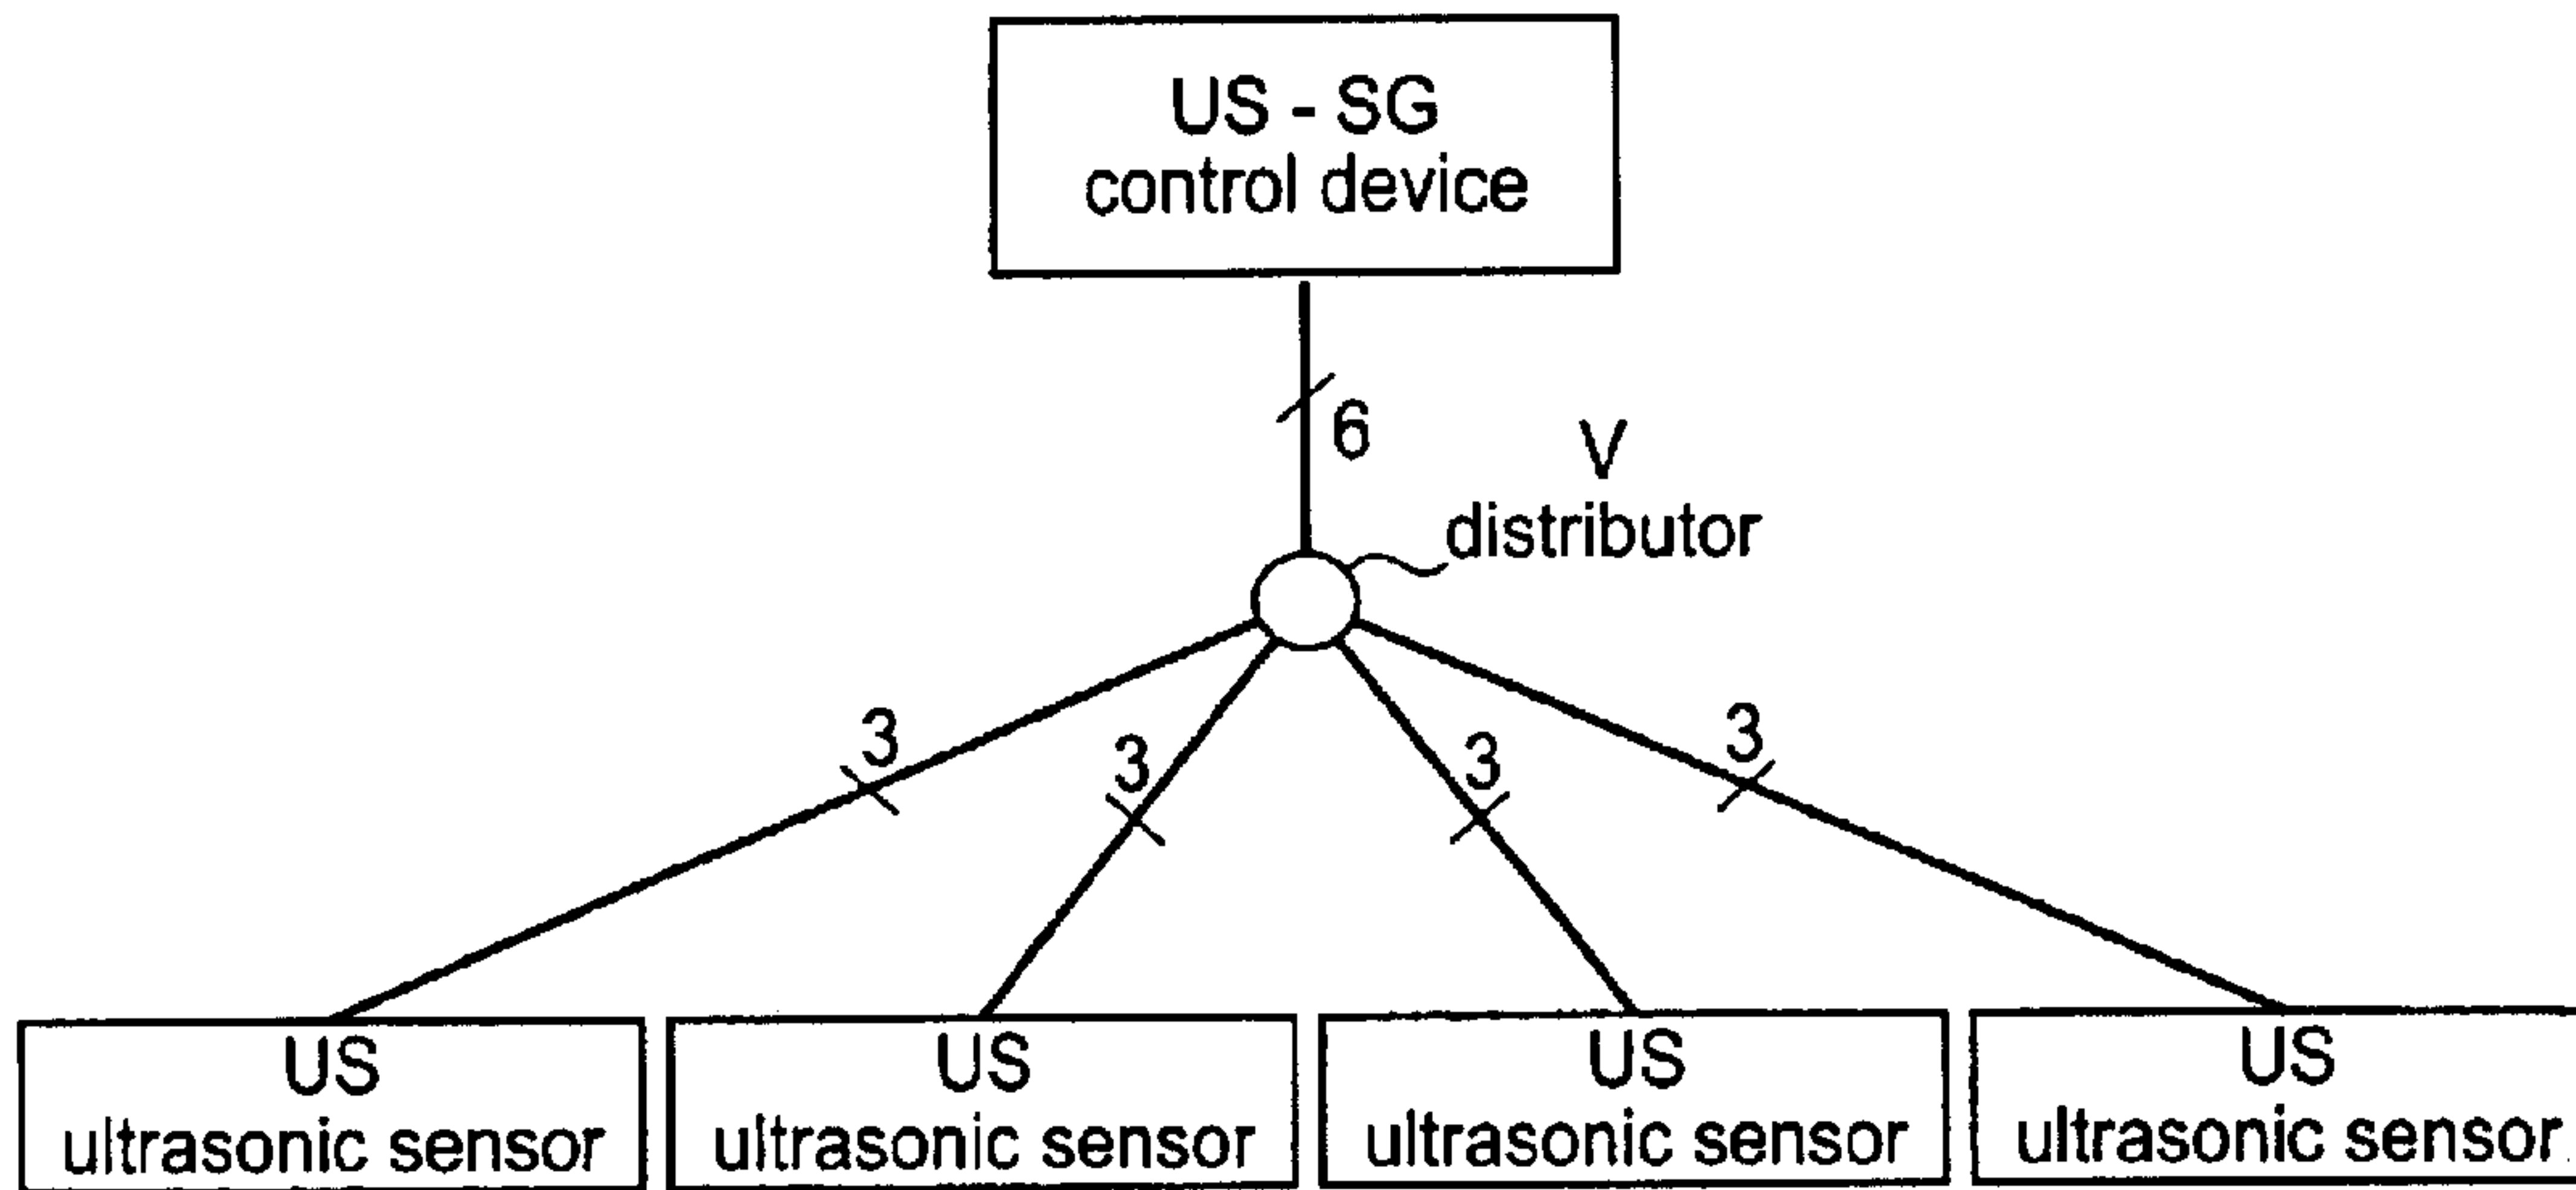 US - SG
control device
6
V
distributor
3
3
3
3
US
ultrasonic sensor
US
ultrasonic sensor
US
ultrasonic sensor
US
ultrasonic sensor